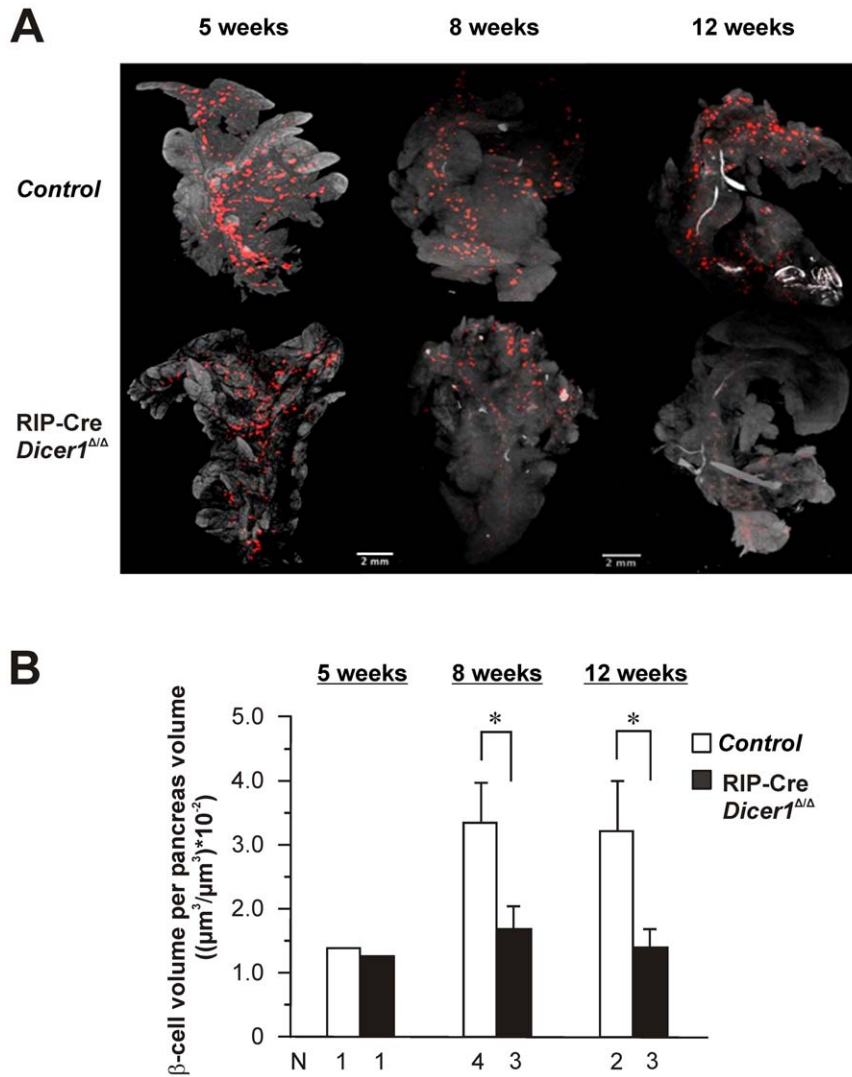 A
5 weeks 8 weeks 12 weeks
Control
RIP-Cre
Dicer1Δ/Δ
2 mm 2 mm
B
5 weeks 8 weeks 12 weeks
β-cell volume per pancreas volume
((µm³/µm³)*10⁻²)
5.0
4.0
3.0
2.0
1.0
0
* *
Control
RIP-Cre
Dicer1Δ/Δ
N 1 1 4 3 2 3